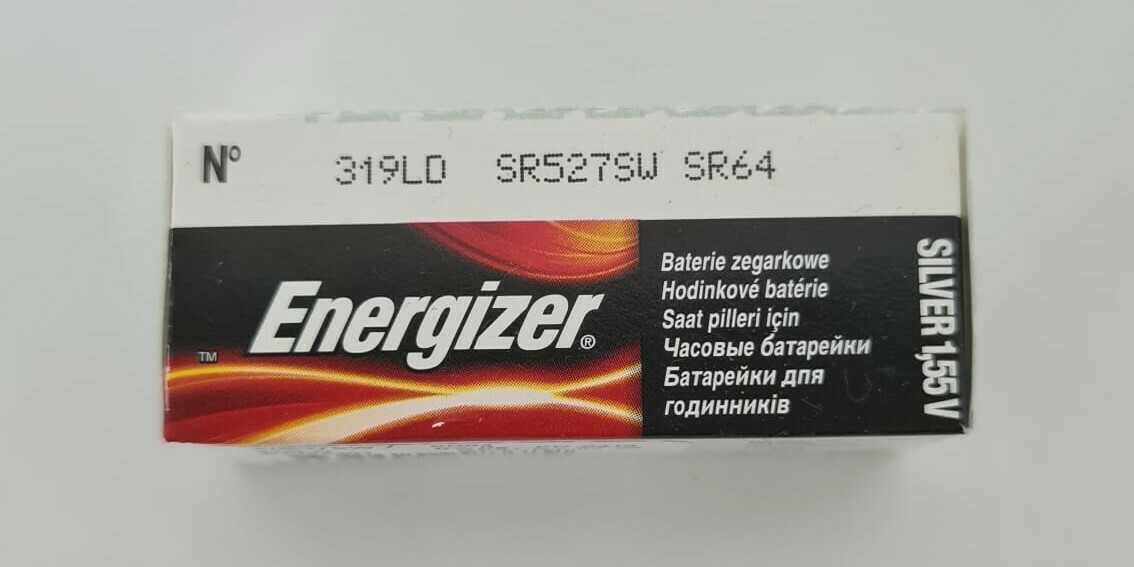 Nº 319LD SR527SW SR64
Energizer®
™
Baterie zegarkowe
Hodinkové batérie
Saat pilleri için
Часовые батарейки
Батарейки для
годинників
SILVER 1,55V